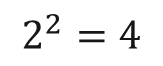 2² = 4